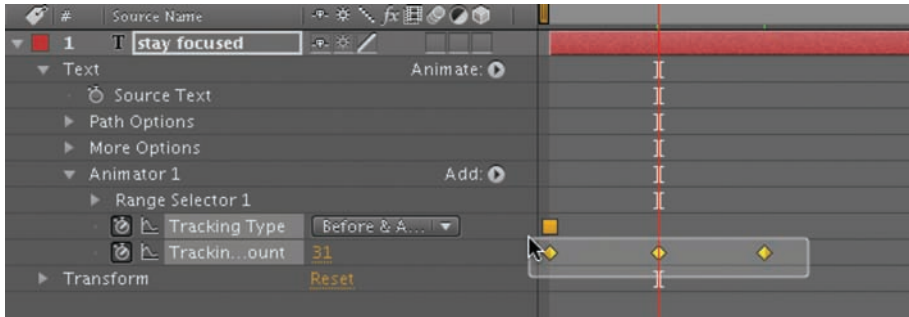 # Source Name fx
1 T stay focused
Text Animate:
Source Text
Path Options
More Options
Animator 1 Add:
Range Selector 1
Tracking Type Before & A...
Trackin...ount 31
Transform Reset